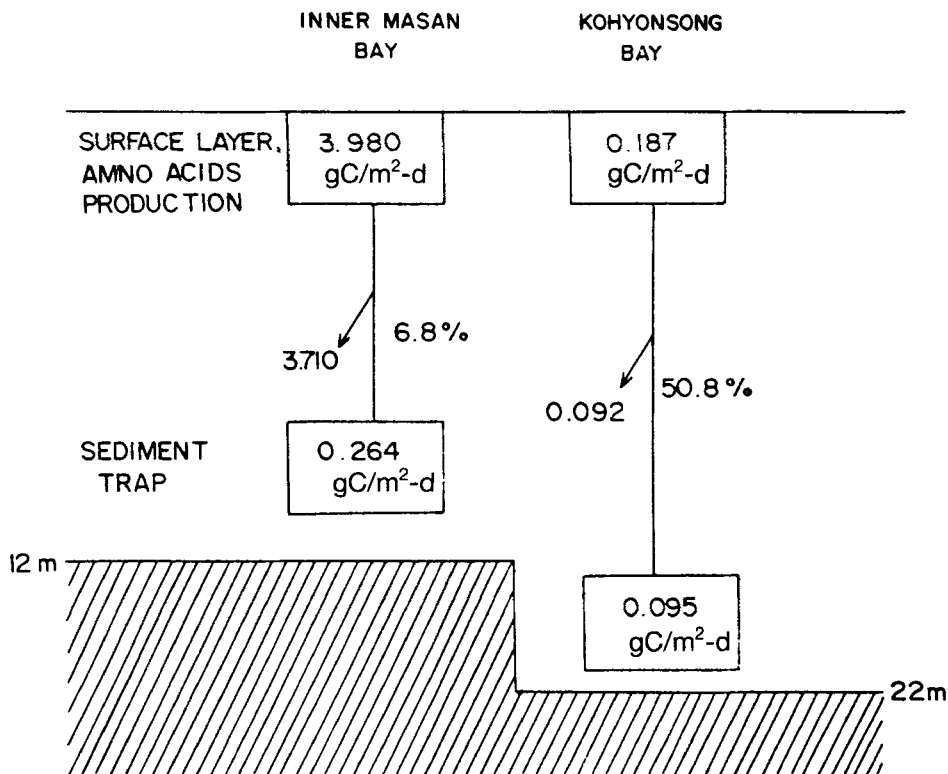 INNER MASAN
BAY
KOHYONSONG
BAY
SURFACE LAYER,
AMNO ACIDS
PRODUCTION
3.980
gC/m²-d
0.187
gC/m²-d
6.8%
3.710
50.8%
0.092
SEDIMENT
TRAP
0.264
gC/m²-d
12 m
0.095
gC/m²-d
22m